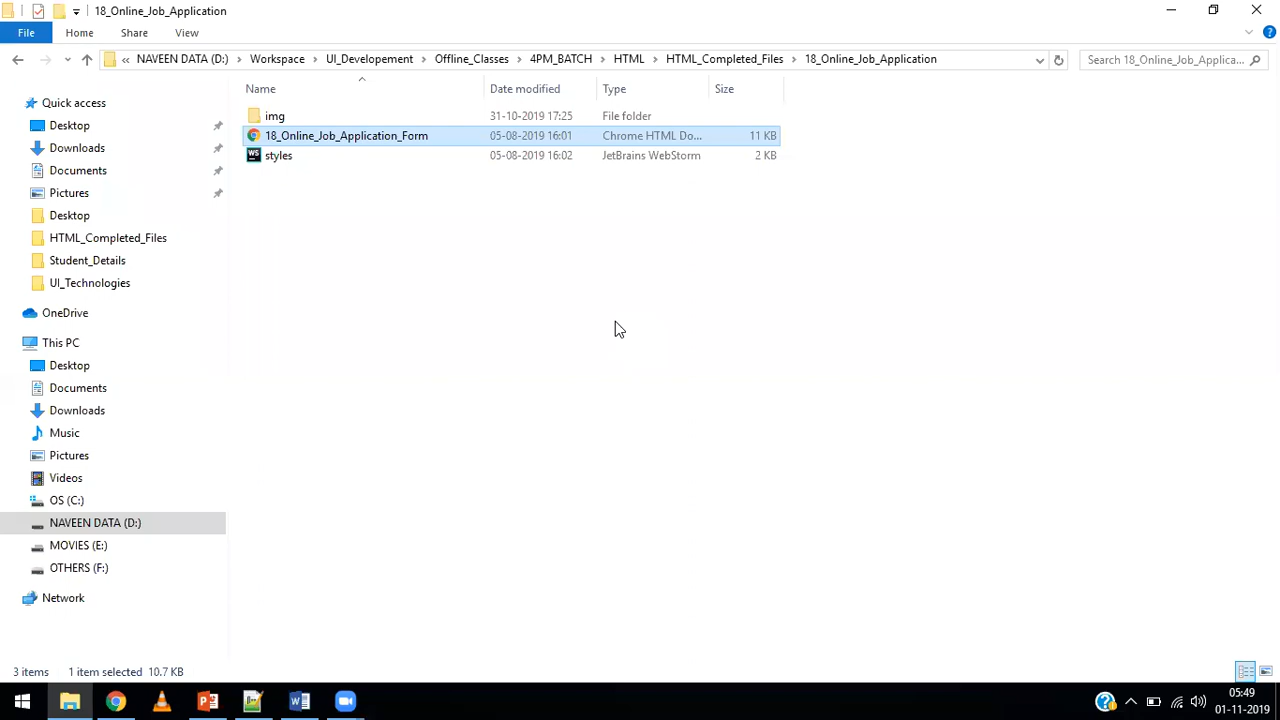 18_Online_Job_Application
File Home Share View
« NAVEEN DATA (D:) › Workspace › UI_Developement › Offline_Classes › 4PM_BATCH › HTML › HTML_Completed_Files › 18_Online_Job_Application
Search 18_Online_Job_Applica...
Name Date modified Type Size
img 31-10-2019 17:25 File folder
18_Online_Job_Application_Form 05-08-2019 16:01 Chrome HTML Do... 11 KB
WS styles 05-08-2019 16:02 JetBrains WebStorm 2 KB
Quick access
Desktop
Downloads
Documents
Pictures
Desktop
HTML_Completed_Files
Student_Details
UI_Technologies
OneDrive
This PC
Desktop
Documents
Downloads
Music
Pictures
Videos
OS (C:)
NAVEEN DATA (D:)
MOVIES (E:)
OTHERS (F:)
Network
3 items 1 item selected 10.7 KB
05:49
01-11-2019